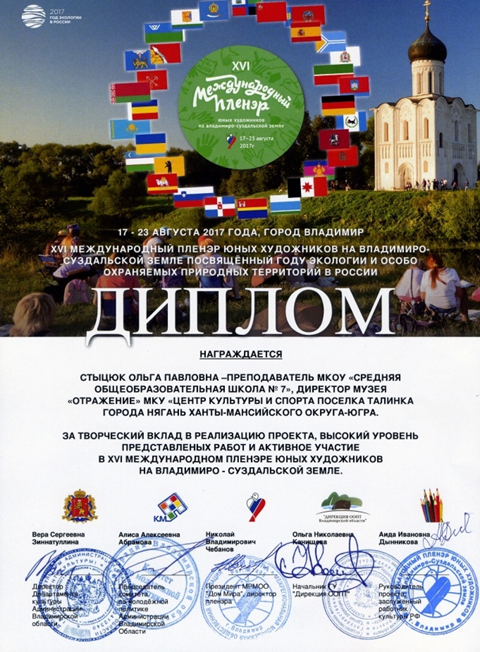 2017
ГОД ЭКОЛОГИИ
В РОССИИ
XVI
Международный
пленэр
юных художников
на владимиро-суздальской земле
17-23 августа
2017г
17 - 23 АВГУСТА 2017 ГОДА, ГОРОД ВЛАДИМИР
XVI МЕЖДУНАРОДНЫЙ ПЛЕНЭР ЮНЫХ ХУДОЖНИКОВ НА ВЛАДИМИРО-
СУЗДАЛЬСКОЙ ЗЕМЛЕ ПОСВЯЩЁННЫЙ ГОДУ ЭКОЛОГИИ И ОСОБО
ОХРАНЯЕМЫХ ПРИРОДНЫХ ТЕРРИТОРИЙ В РОССИИ
ДИПЛОМ
НАГРАЖДАЕТСЯ
СТЫЦЮК ОЛЬГА ПАВЛОВНА –ПРЕПОДАВАТЕЛЬ МКОУ «СРЕДНЯЯ
ОБЩЕОБРАЗОВАТЕЛЬНАЯ ШКОЛА № 7», ДИРЕКТОР МУЗЕЯ
«ОТРАЖЕНИЕ» МКУ «ЦЕНТР КУЛЬТУРЫ И СПОРТА ПОСЕЛКА ТАЛИНКА
ГОРОДА НЯГАНЬ ХАНТЫ-МАНСИЙСКОГО ОКРУГА-ЮГРА.
ЗА ТВОРЧЕСКИЙ ВКЛАД В РЕАЛИЗАЦИЮ ПРОЕКТА, ВЫСОКИЙ УРОВЕНЬ
ПРЕДСТАВЛЕНЫХ РАБОТ И АКТИВНОЕ УЧАСТИЕ
В XVI МЕЖДУНАРОДНОМ ПЛЕНЭРЕ ЮНЫХ ХУДОЖНИКОВ
НА ВЛАДИМИРО - СУЗДАЛЬСКОЙ ЗЕМЛЕ.
КМ
"ДИРЕКЦИЯ ООПТ
Владимирской области"
Вера Сергеевна
Зиннатуллина
Директор
Департамента
культуры
Администрации
Владимирской
области
Алиса Алексеевна
Абрамова
Председатель
комитета
по молодёжной
политике
Администрации
Владимирской
Области
Николай
Владимирович
Чебанов
Президент МРМОО
"Дом Мира", директор
пленэра
Ольга Николаевна
Канищева
Начальник ГУ
"Дирекция ООПТ"
Аида Ивановна
Дынникова
Руководитель
проекта,
заслуженный
работник
культуры РФ